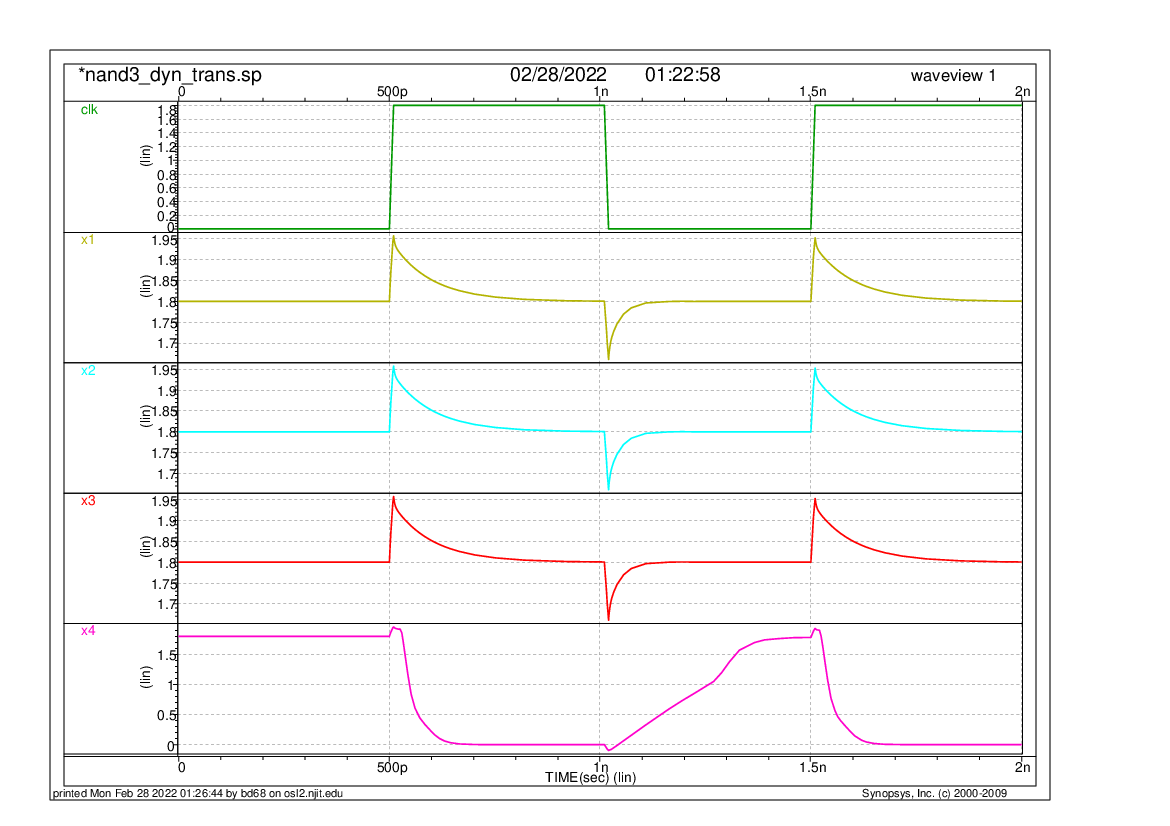 *nand3_dyn_trans.sp 02/28/2022 01:22:58 waveview 1
0 500p 1n 1.5n 2n
clk
(lin)
1.8
1.6
1.4
1.2
1
0.8
0.6
0.4
0.2
0
x1
(lin)
1.95
1.9
1.85
1.8
1.75
1.7
x2
(lin)
1.95
1.9
1.85
1.8
1.75
1.7
x3
(lin)
1.95
1.9
1.85
1.8
1.75
1.7
x4
(lin)
1.5
1
0.5
0
0 500p 1n 1.5n 2n
TIME(sec) (lin)
printed Mon Feb 28 2022 01:26:44 by bd68 on osl2.njit.edu Synopsys, Inc. (c) 2000-2009